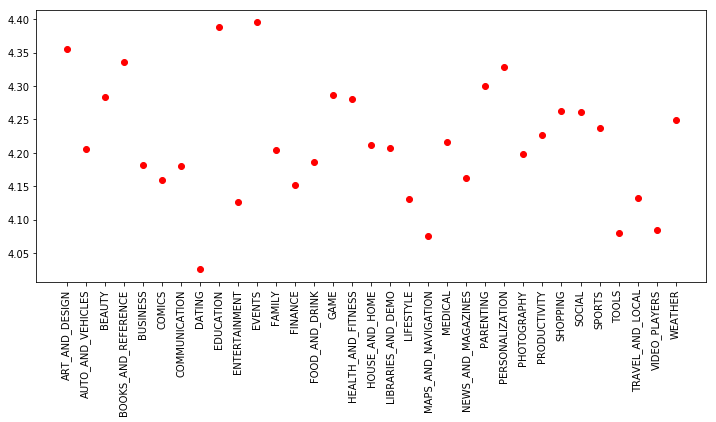 4.40
4.35
4.30
4.25
4.20
4.15
4.10
4.05
ART_AND_DESIGN
AUTO_AND_VEHICLES
BEAUTY
BOOKS_AND_REFERENCE
BUSINESS
COMICS
COMMUNICATION
DATING
EDUCATION
ENTERTAINMENT
EVENTS
FAMILY
FINANCE
FOOD_AND_DRINK
GAME
HEALTH_AND_FITNESS
HOUSE_AND_HOME
LIBRARIES_AND_DEMO
LIFESTYLE
MAPS_AND_NAVIGATION
MEDICAL
NEWS_AND_MAGAZINES
PARENTING
PERSONALIZATION
PHOTOGRAPHY
PRODUCTIVITY
SHOPPING
SOCIAL
SPORTS
TOOLS
TRAVEL_AND_LOCAL
VIDEO_PLAYERS
WEATHER